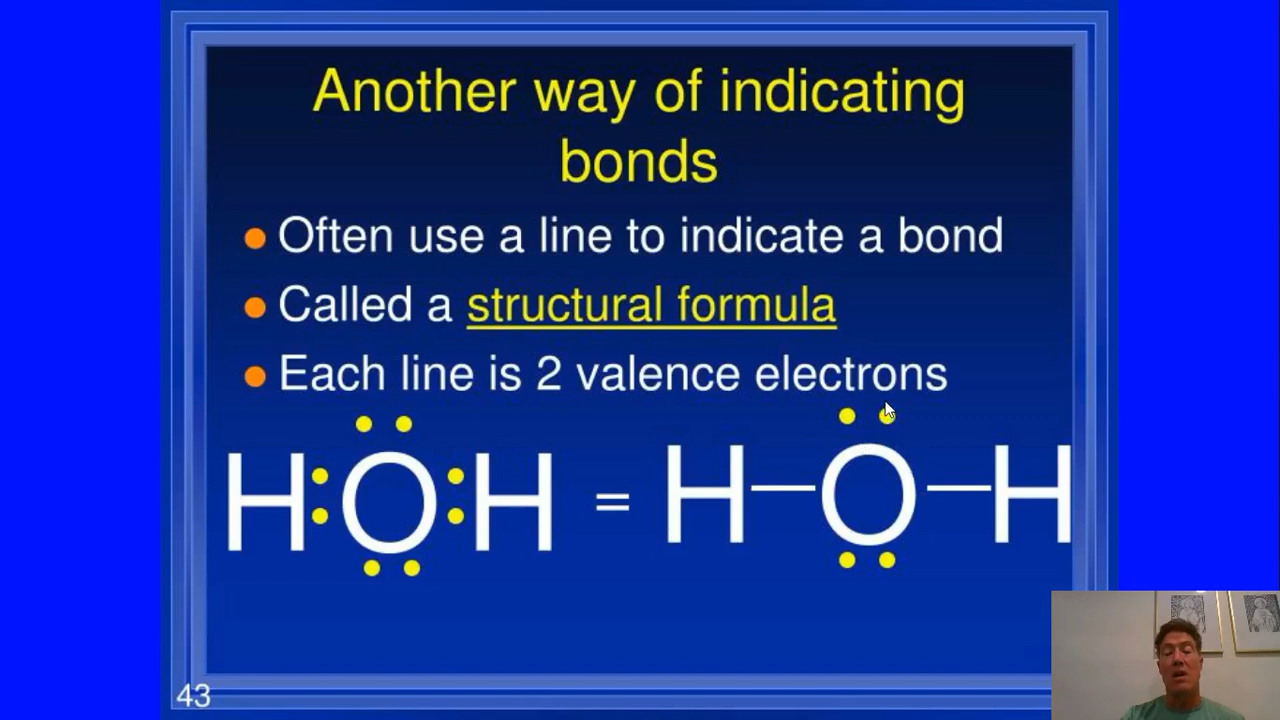 Another way of indicating
bonds
Often use a line to indicate a bond
Called a structural formula
Each line is 2 valence electrons
H:O:H = H—O—H
43